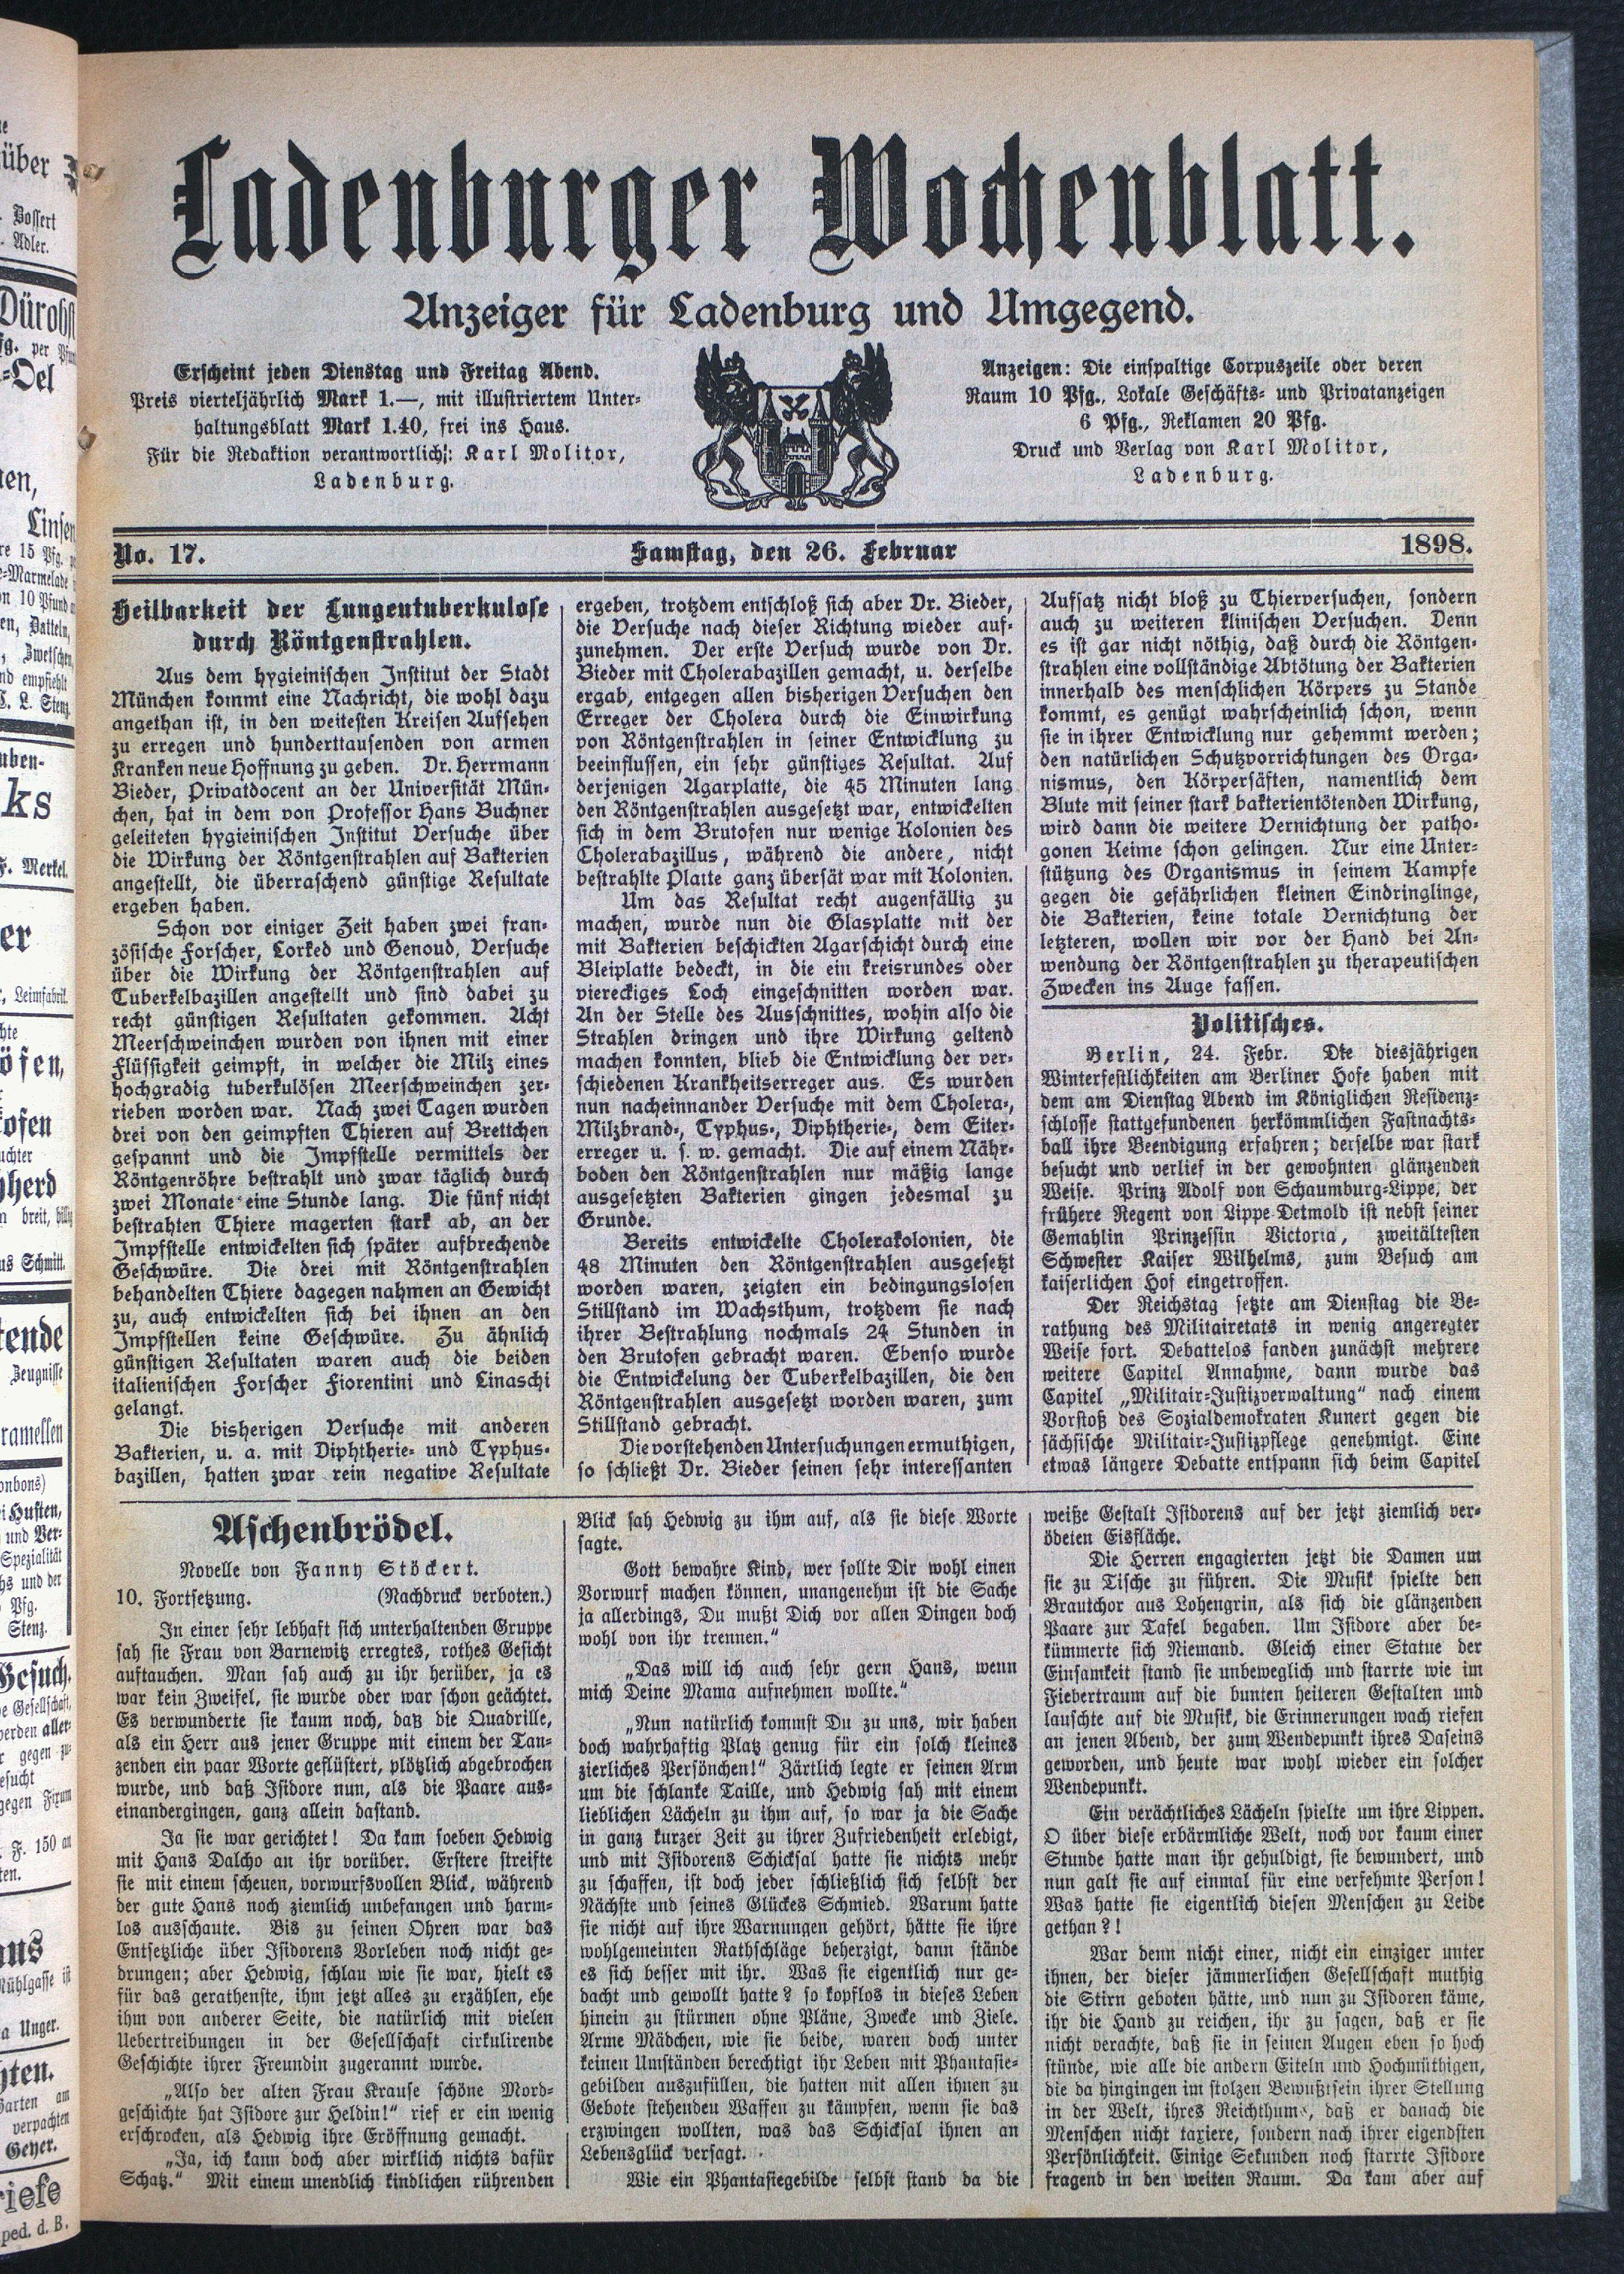 Ladenburger Wochenblatt.
Anzeiger für Ladenburg und Umgegend.
Erscheint jeden Dienstag und Freitag Abend.
Preis vierteljährlich Mark 1.—, mit illustriertem Unter-
haltungsblatt Mark 1.40, frei ins Haus.
Für die Redaktion verantwortlich: Karl Molitor,
Ladenburg.
Anzeigen: Die einspaltige Corpuszeile oder deren
Raum 10 Pfg., Lokale Geschäfts- und Privatanzeigen
6 Pfg., Reklamen 20 Pfg.
Druck und Verlag von Karl Molitor,
Ladenburg.
No. 17.
Samstag, den 26. Februar
1898.
Heilbarkeit der Lungentuberkulose
durch Röntgenstrahlen.
Aus dem hygieinischen Institut der Stadt
München kommt eine Nachricht, die wohl dazu
angethan ist, in den weitesten Kreisen Aufsehen
zu erregen und hunderttausenden von armen
Kranken neue Hoffnung zu geben. Dr. Herrmann
Bieder, Privatdocent an der Universität Mün-
chen, hat in dem von Professor Hans Buchner
geleiteten hygieinischen Institut Versuche über
die Wirkung der Röntgenstrahlen auf Bakterien
angestellt, die überraschend günstige Resultate
ergeben haben.
Schon vor einiger Zeit haben zwei fran-
zösische Forscher, Lorked und Genoud, Versuche
über die Wirkung der Röntgenstrahlen auf
Tuberkelbazillen angestellt und sind dabei zu
recht günstigen Resultaten gekommen. Acht
Meerschweinchen wurden von ihnen mit einer
Flüssigkeit geimpft, in welcher die Milz eines
hochgradig tuberkulösen Meerschweinchen zer-
rieben worden war. Nach zwei Tagen wurden
drei von den geimpften Thieren auf Brettchen
gespannt und die Impfstelle vermittels der
Röntgenröhre bestrahlt und zwar täglich durch
zwei Monate eine Stunde lang. Die fünf nicht
bestrahten Thiere magerten stark ab, an der
Impfstelle entwickelten sich später aufbrechende
Geschwüre. Die drei mit Röntgenstrahlen
behandelten Thiere dagegen nahmen an Gewicht
zu, auch entwickelten sich bei ihnen an den
Impfstellen keine Geschwüre. Zu ähnlich
günstigen Resultaten waren auch die beiden
italienischen Forscher Fiorentini und Linaschi
gelangt.
Die bisherigen Versuche mit anderen
Bakterien, u. a. mit Diphtherie- und Typhus-
bazillen, hatten zwar rein negative Resultate
ergeben, trotzdem entschloß sich aber Dr. Bieder,
die Versuche nach dieser Richtung wieder auf-
zunehmen. Der erste Versuch wurde von Dr.
Bieder mit Cholerabazillen gemacht, u. derselbe
ergab, entgegen allen bisherigen Versuchen den
Erreger der Cholera durch die Einwirkung
von Röntgenstrahlen in seiner Entwicklung zu
beeinflussen, ein sehr günstiges Resultat. Auf
derjenigen Agarplatte, die 45 Minuten lang
den Röntgenstrahlen ausgesetzt war, entwickelten
sich in dem Brutofen nur wenige Kolonien des
Cholerabazillus, während die andere, nicht
bestrahlte Platte ganz übersät war mit Kolonien.
Um das Resultat recht augenfällig zu
machen, wurde nun die Glasplatte mit der
mit Bakterien beschickten Agarschicht durch eine
Bleiplatte bedeckt, in die ein kreisrundes oder
viereckiges Loch eingeschnitten worden war.
An der Stelle des Ausschnittes, wohin also die
Strahlen dringen und ihre Wirkung geltend
machen konnten, blieb die Entwicklung der ver-
schiedenen Krankheitserreger aus. Es wurden
nun nacheinnander Versuche mit dem Cholera-,
Milzbrand-, Typhus-, Diphtherie-, dem Eiter-
erreger u. s. w. gemacht. Die auf einem Nähr-
boden den Röntgenstrahlen nur mäßig lange
ausgesetzten Bakterien gingen jedesmal zu
Grunde.
Bereits entwickelte Cholerakolonien, die
48 Minuten den Röntgenstrahlen ausgesetzt
worden waren, zeigten ein bedingungslosen
Stillstand im Wachsthum, trotzdem sie nach
ihrer Bestrahlung nochmals 24 Stunden in
den Brutofen gebracht waren. Ebenso wurde
die Entwickelung der Tuberkelbazillen, die den
Röntgenstrahlen ausgesetzt worden waren, zum
Stillstand gebracht.
Die vorstehenden Untersuchungen ermuthigen,
so schließt Dr. Bieder seinen sehr interessanten
Aufsatz nicht bloß zu Thierversuchen, sondern
auch zu weiteren klinischen Versuchen. Denn
es ist gar nicht nöthig, daß durch die Röntgen-
strahlen eine vollständige Abtötung der Bakterien
innerhalb des menschlichen Körpers zu Stande
kommt, es genügt wahrscheinlich schon, wenn
sie in ihrer Entwicklung nur gehemmt werden;
den natürlichen Schutzvorrichtungen des Orga-
nismus, den Körpersäften, namentlich dem
Blute mit seiner stark bakterientötenden Wirkung,
wird dann die weitere Vernichtung der patho-
gonen Keime schon gelingen. Nur eine Unter-
stützung des Organismus in seinem Kampfe
gegen die gefährlichen kleinen Eindringlinge,
die Bakterien, keine totale Vernichtung der
letzteren, wollen wir vor der Hand bei An-
wendung der Röntgenstrahlen zu therapeutischen
Zwecken ins Auge fassen.
Politisches.
Berlin, 24. Febr. Die diesjährigen
Winterfestlichkeiten am Berliner Hofe haben mit
dem am Dienstag Abend im Königlichen Residenz-
schlosse stattgefundenen herkömmlichen Fastnachts-
ball ihre Beendigung erfahren; derselbe war stark
besucht und verlief in der gewohnten glänzenden
Weise. Prinz Adolf von Schaumburg-Lippe, der
frühere Regent von Lippe Detmold ist nebst seiner
Gemahlin Prinzessin Victoria, zweitältesten
Schwester Kaiser Wilhelms, zum Besuch am
kaiserlichen Hof eingetroffen.
Der Reichstag setzte am Dienstag die Be-
rathung des Militairetats in wenig angeregter
Weise fort. Debattelos fanden zunächst mehrere
weitere Capitel Annahme, dann wurde das
Capitel „Militair-Justizverwaltung“ nach einem
Vorstoß des Sozialdemokraten Kunert gegen die
sächsische Militair-Justizpflege genehmigt. Eine
etwas längere Debatte entspann sich beim Capitel
Aschenbrödel.
Novelle von Fanny Stöckert.
10. Fortsetzung. (Nachdruck verboten.)
In einer sehr lebhaft sich unterhaltenden Gruppe
sah sie Frau von Barnewitz erregtes, rothes Gesicht
auftauchen. Man sah auch zu ihr herüber, ja es
war kein Zweifel, sie wurde oder war schon geächtet.
Es verwunderte sie kaum noch, daß die Quadrille,
als ein Herr aus jener Gruppe mit einem der Tan-
zenden ein paar Worte geflüstert, plötzlich abgebrochen
wurde, und daß Isidore nun, als die Paare aus-
einandergingen, ganz allein dastand.
Ja sie war gerichtet! Da kam soeben Hedwig
mit Hans Dalcho an ihr vorüber. Erstere streifte
sie mit einem scheuen, vorwurfsvollen Blick, während
der gute Hans noch ziemlich unbefangen und harm-
los ausschaute. Bis zu seinen Ohren war das
Entsetzliche über Isidorens Vorleben noch nicht ge-
drungen; aber Hedwig, schlau wie sie war, hielt es
für das gerathenste, ihm jetzt alles zu erzählen, ehe
ihm von anderer Seite, die natürlich mit vielen
Uebertreibungen in der Gesellschaft cirkulirende
Geschichte ihrer Freundin zugerannt wurde.
„Also der alten Frau Krause schöne Mord-
geschichte hat Isidore zur Heldin!“ rief er ein wenig
erschrocken, als Hedwig ihre Eröffnung gemacht.
„Ja, ich kann doch aber wirklich nichts dafür
Schatz.“ Mit einem unendlich kindlichen rührenden
Blick sah Hedwig zu ihm auf, als sie diese Worte
sagte.
Gott bewahre Kind, wer sollte Dir wohl einen
Vorwurf machen können, unangenehm ist die Sache
ja allerdings, Du mußt Dich vor allen Dingen doch
wohl von ihr trennen.“
„Das will ich auch sehr gern Hans, wenn
mich Deine Mama aufnehmen wollte.“
„Nun natürlich kommst Du zu uns, wir haben
doch wahrhaftig Platz genug für ein solch kleines
zierliches Persönchen!“ Zärtlich legte er seinen Arm
um die schlanke Taille, und Hedwig sah mit einem
lieblichen Lächeln zu ihm auf, so war ja die Sache
in ganz kurzer Zeit zu ihrer Zufriedenheit erledigt,
und mit Isidorens Schicksal hatte sie nichts mehr
zu schaffen, ist doch jeder schließlich sich selbst der
Nächste und seines Glückes Schmied. Warum hatte
sie nicht auf ihre Warnungen gehört, hätte sie ihre
wohlgemeinten Rathschläge beherzigt, dann stände
es sich besser mit ihr. Was sie eigentlich nur ge-
dacht und gewollt hatte? so kopflos in dieses Leben
hinein zu stürmen ohne Pläne, Zwecke und Ziele.
Arme Mädchen, wie sie beide, waren doch unter
keinen Umständen berechtigt ihr Leben mit Phantasie-
gebilden auszufüllen, die hatten mit allen ihnen zu
Gebote stehenden Waffen zu kämpfen, wenn sie das
erzwingen wollten, was das Schicksal ihnen an
Lebensglück versagt.
Wie ein Phantasiegebilde selbst stand da die
weiße Gestalt Isidorens auf der jetzt ziemlich ver-
ödeten Eisfläche.
Die Herren engagierten jetzt die Damen um
sie zu Tische zu führen. Die Musik spielte den
Brautchor aus Lohengrin, als sich die glänzenden
Paare zur Tafel begaben. Um Isidore aber be-
kümmerte sich Niemand. Gleich einer Statue der
Einsamkeit stand sie unbeweglich und starrte wie im
Fiebertraum auf die bunten heiteren Gestalten und
lauschte auf die Musik, die Erinnerungen wach riefen
an jenen Abend, der zum Wendepunkt ihres Daseins
geworden, und heute war wohl wieder ein solcher
Wendepunkt.
Ein verächtliches Lächeln spielte um ihre Lippen.
O über diese erbärmliche Welt, noch vor kaum einer
Stunde hatte man ihr gehuldigt, sie bewundert, und
nun galt sie auf einmal für eine verfehmte Person!
Was hatte sie eigentlich diesen Menschen zu Leide
gethan?!
War denn nicht einer, nicht ein einziger unter
ihnen, der dieser jämmerlichen Gesellschaft muthig
die Stirn geboten hätte, und nun zu Isidoren käme,
ihr die Hand zu reichen, ihr zu sagen, daß er sie
nicht verachte, daß sie in seinen Augen eben so hoch
stünde, wie alle die andern Eiteln und Hochmüthigen,
die da hingingen im stolzen Bewußtsein ihrer Stellung
in der Welt, ihres Reichthums, daß er danach die
Menschen nicht taxiere, sondern nach ihrer eigendsten
Persönlichkeit. Einige Sekunden noch starrte Isidore
fragend in den weiten Raum. Da kam aber auf